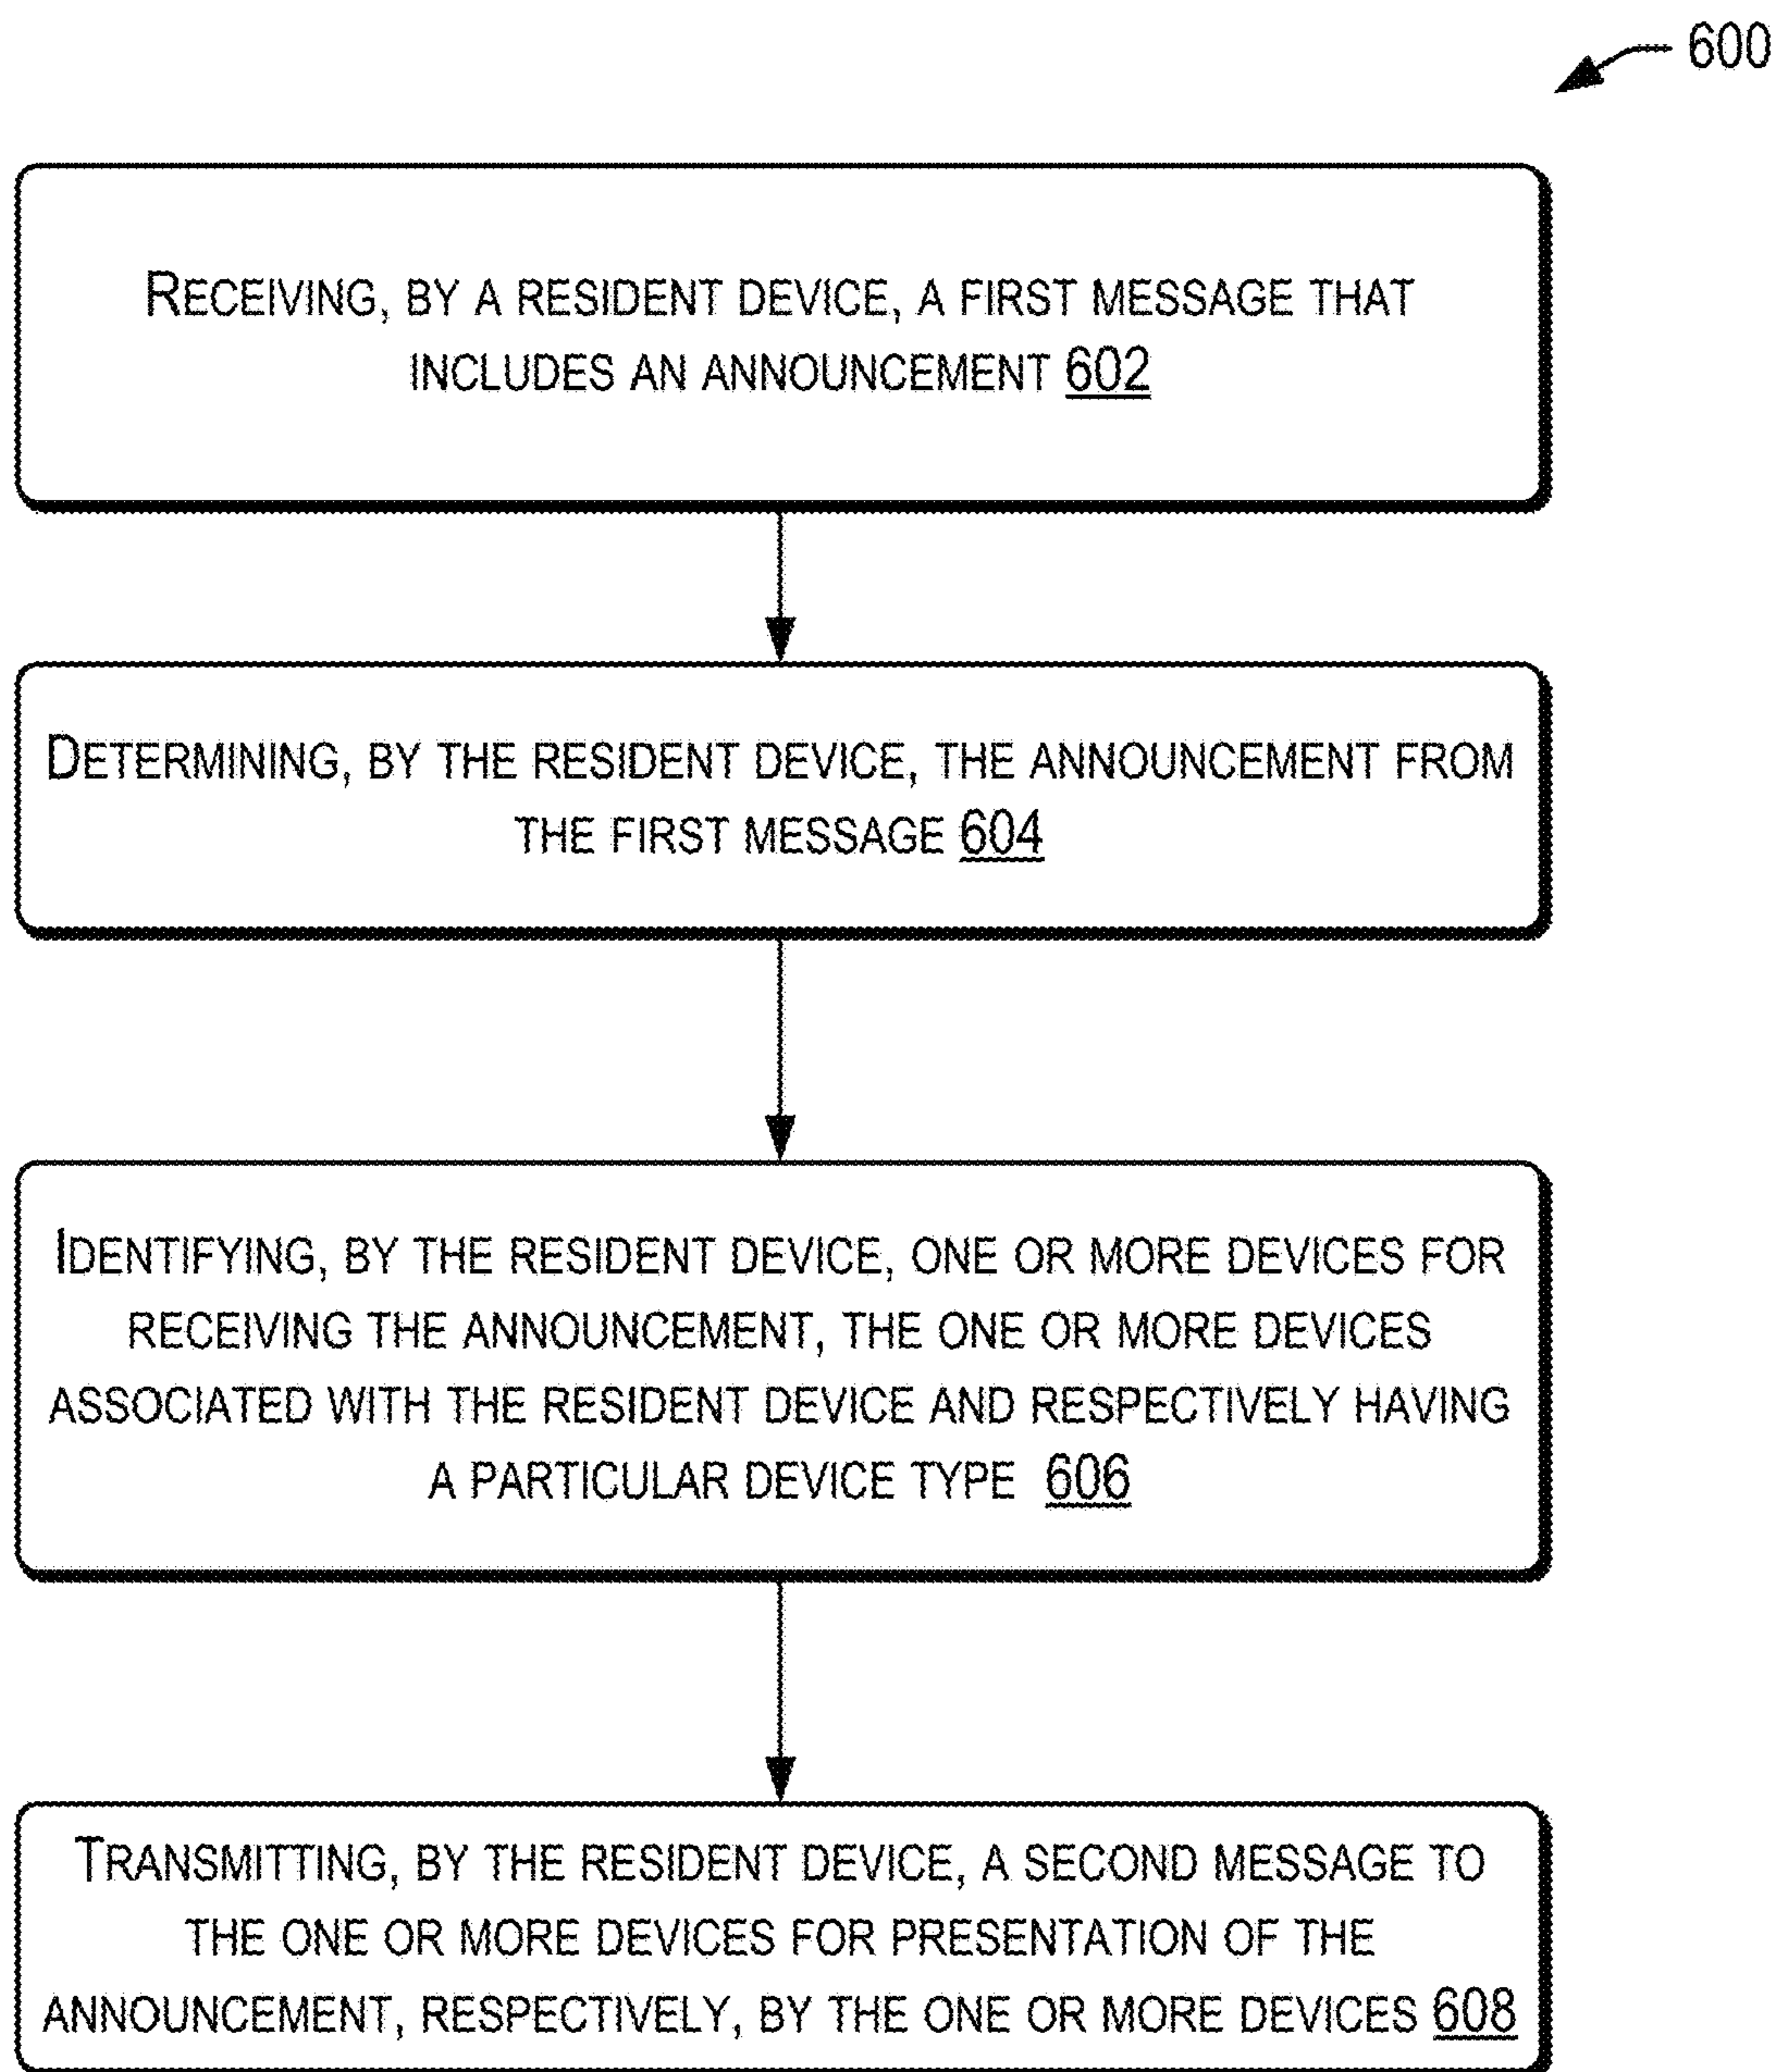 600
RECEIVING, BY A RESIDENT DEVICE, A FIRST MESSAGE THAT
INCLUDES AN ANNOUNCEMENT 602
DETERMINING, BY THE RESIDENT DEVICE, THE ANNOUNCEMENT FROM
THE FIRST MESSAGE 604
IDENTIFYING, BY THE RESIDENT DEVICE, ONE OR MORE DEVICES FOR
RECEIVING THE ANNOUNCEMENT, THE ONE OR MORE DEVICES
ASSOCIATED WITH THE RESIDENT DEVICE AND RESPECTIVELY HAVING
A PARTICULAR DEVICE TYPE 606
TRANSMITTING, BY THE RESIDENT DEVICE, A SECOND MESSAGE TO
THE ONE OR MORE DEVICES FOR PRESENTATION OF THE
ANNOUNCEMENT, RESPECTIVELY, BY THE ONE OR MORE DEVICES 608